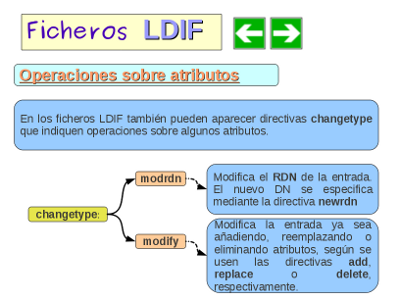 Ficheros LDIF
Operaciones sobre atributos
En los ficheros LDIF también pueden aparecer directivas changetype
que indiquen operaciones sobre algunos atributos.
changetype:
modrdn
Modifica el RDN de la entrada.
El nuevo DN se especifica
mediante la directiva newrdn
modify
Modifica la entrada ya sea
añadiendo, reemplazando o
eliminando atributos, según se
usen las directivas add,
replace o delete,
respectivamente.